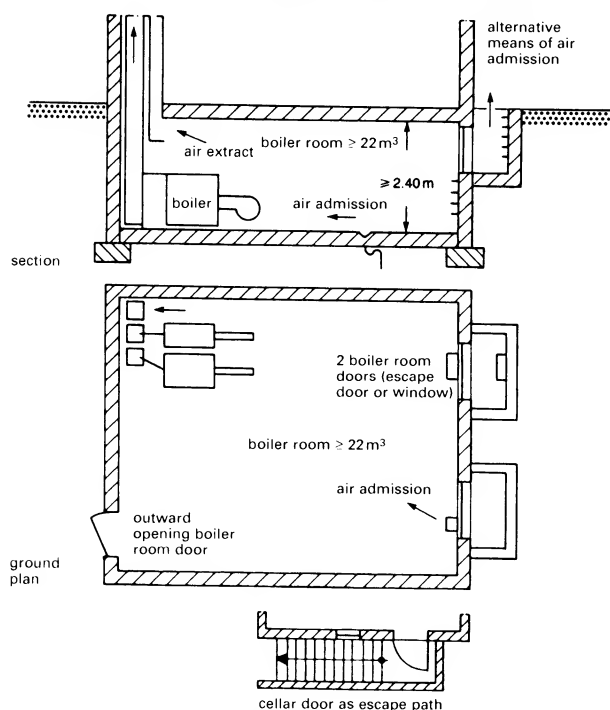 alternative
means of air
admission
boiler room ≥ 22 m³
air extract
≥ 2.40 m
boiler
air admission
section
2 boiler room
doors (escape
door or window)
boiler room ≥ 22 m³
air admission
outward
opening boiler
room door
ground
plan
cellar door as escape path